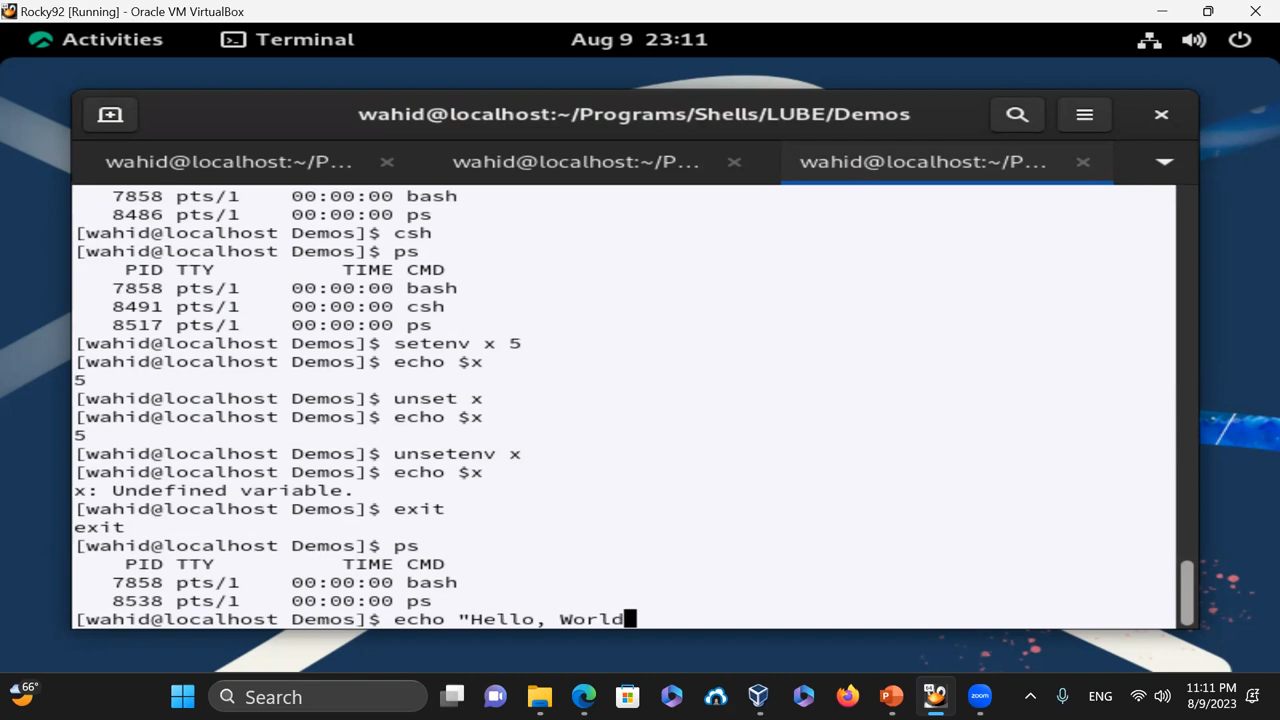 Rocky92 [Running] - Oracle VM VirtualBox
Activities Terminal Aug 9 23:11
wahid@localhost:~/Programs/Shells/LUBE/Demos
wahid@localhost:~/P... wahid@localhost:~/P... wahid@localhost:~/P...
7858 pts/1 00:00:00 bash
8486 pts/1 00:00:00 ps
[wahid@localhost Demos]$ csh
[wahid@localhost Demos]$ ps
PID TTY TIME CMD
7858 pts/1 00:00:00 bash
8491 pts/1 00:00:00 csh
8517 pts/1 00:00:00 ps
[wahid@localhost Demos]$ setenv x 5
[wahid@localhost Demos]$ echo $x
5
[wahid@localhost Demos]$ unset x
[wahid@localhost Demos]$ echo $x
5
[wahid@localhost Demos]$ unsetenv x
[wahid@localhost Demos]$ echo $x
x: Undefined variable.
[wahid@localhost Demos]$ exit
exit
[wahid@localhost Demos]$ ps
PID TTY TIME CMD
7858 pts/1 00:00:00 bash
8538 pts/1 00:00:00 ps
[wahid@localhost Demos]$ echo "Hello, World
66° Search zoom ENG 11:11 PM
8/9/2023